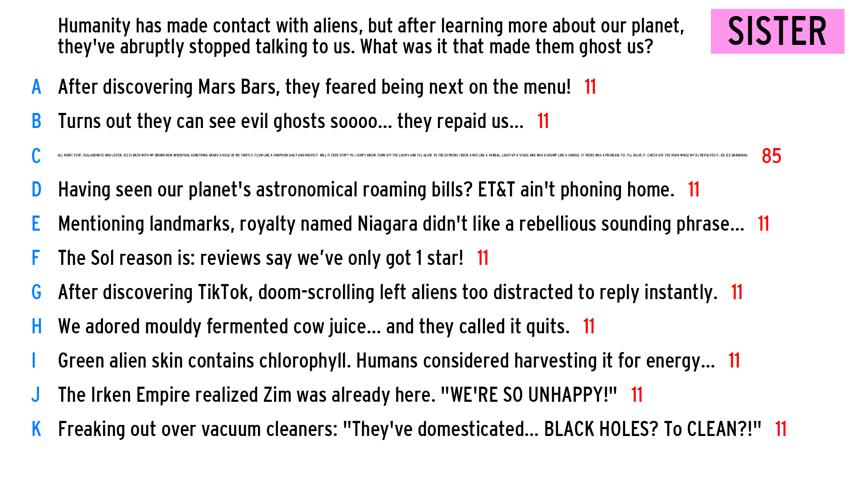 Humanity has made contact with aliens, but after learning more about our planet,
they've abruptly stopped talking to us. What was it that made them ghost us?
SISTER
A After discovering Mars Bars, they feared being next on the menu! 11
B Turns out they can see evil ghosts soooo... they repaid us... 11
C 85
D Having seen our planet's astronomical roaming bills? ET&T ain't phoning home. 11
E Mentioning landmarks, royalty named Niagara didn't like a rebellious sounding phrase... 11
F The Sol reason is: reviews say we’ve only got 1 star! 11
G After discovering TikTok, doom-scrolling left aliens too distracted to reply instantly. 11
H We adored mouldy fermented cow juice... and they called it quits. 11
I Green alien skin contains chlorophyll. Humans considered harvesting it for energy... 11
J The Irken Empire realized Zim was already here. "WE'RE SO UNHAPPY!" 11
K Freaking out over vacuum cleaners: "They've domesticated... BLACK HOLES? To CLEAN?!" 11